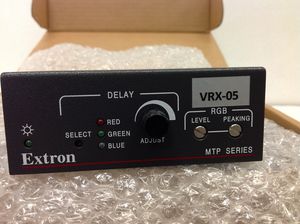 VRX-05
DELAY
RGB
RED
LEVEL
PEAKING
SELECT
GREEN
ADJUST
BLUE
Extron
MTP SERIES